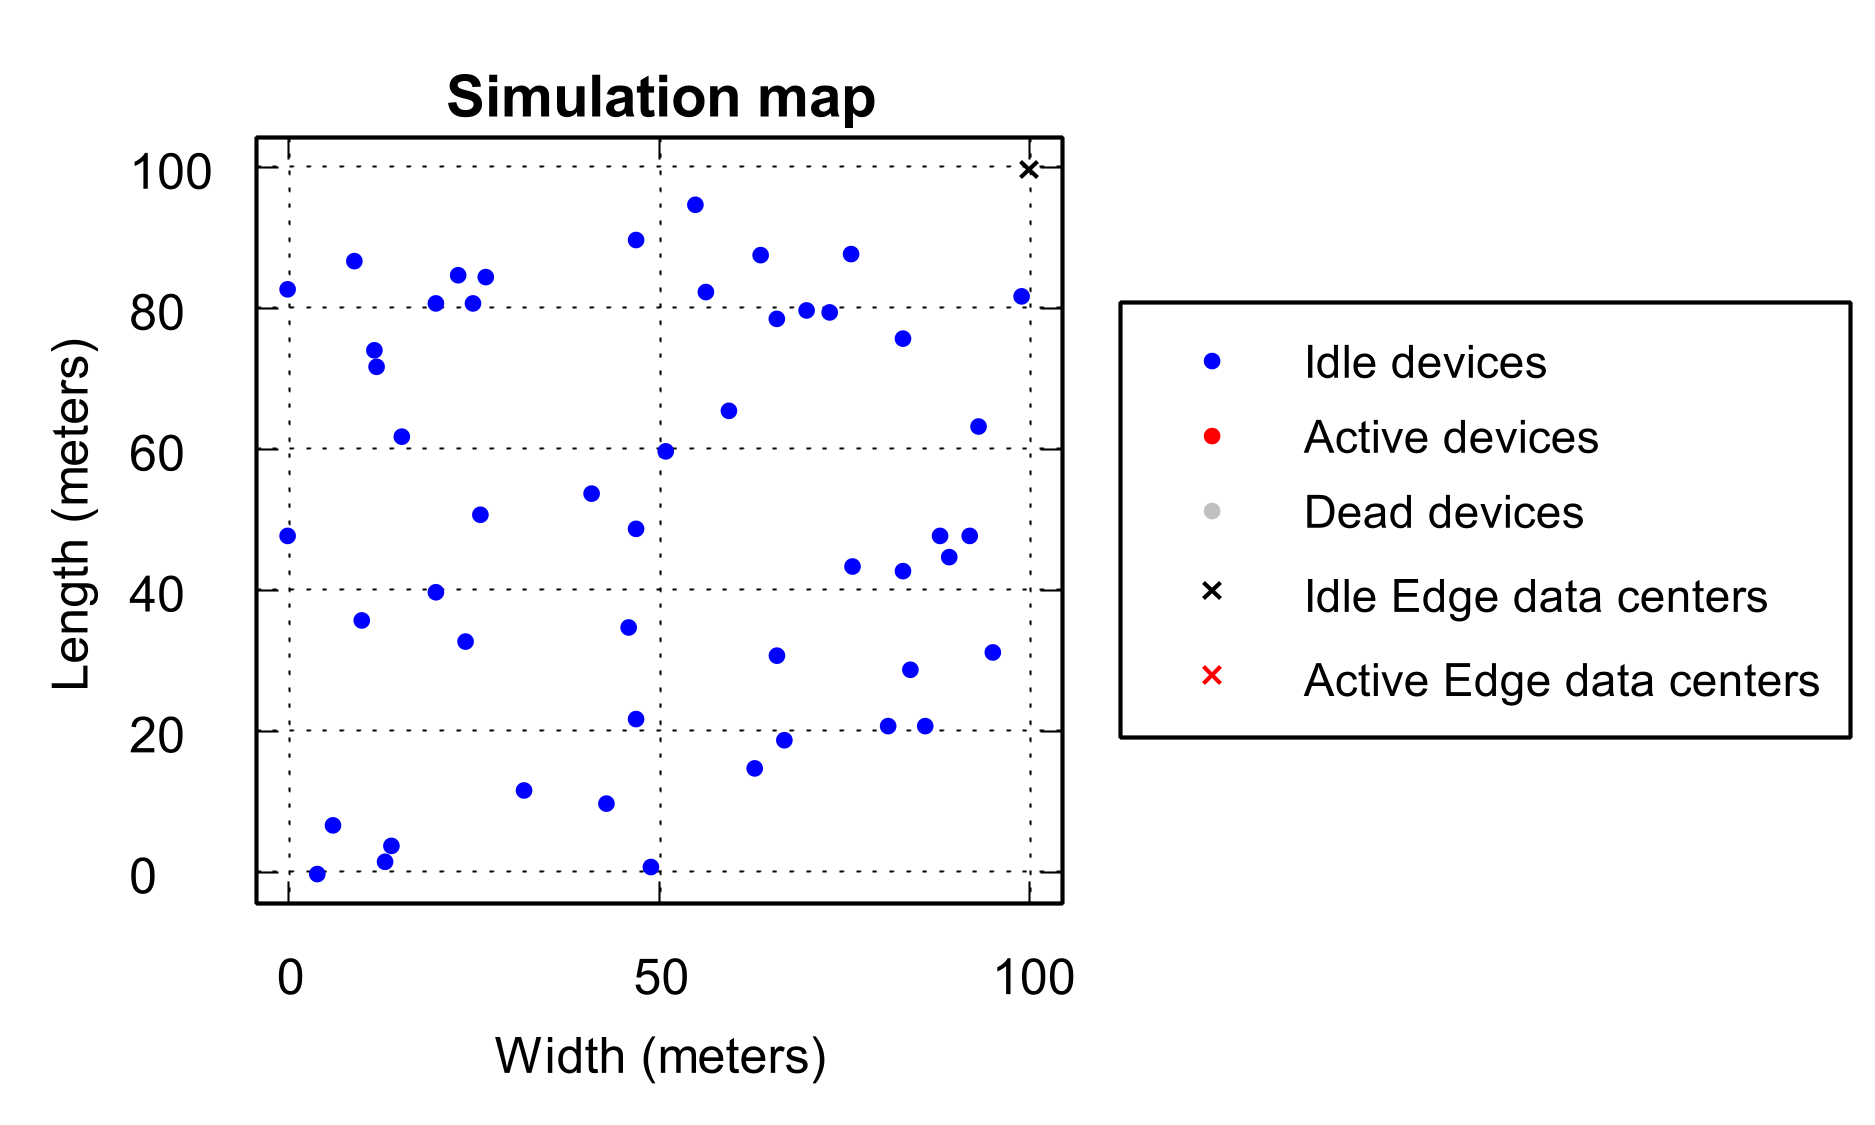 Simulation map
100
80
60
40
20
0
Length (meters)
0 50 100
Width (meters)
Idle devices
Active devices
Dead devices
Idle Edge data centers
Active Edge data centers